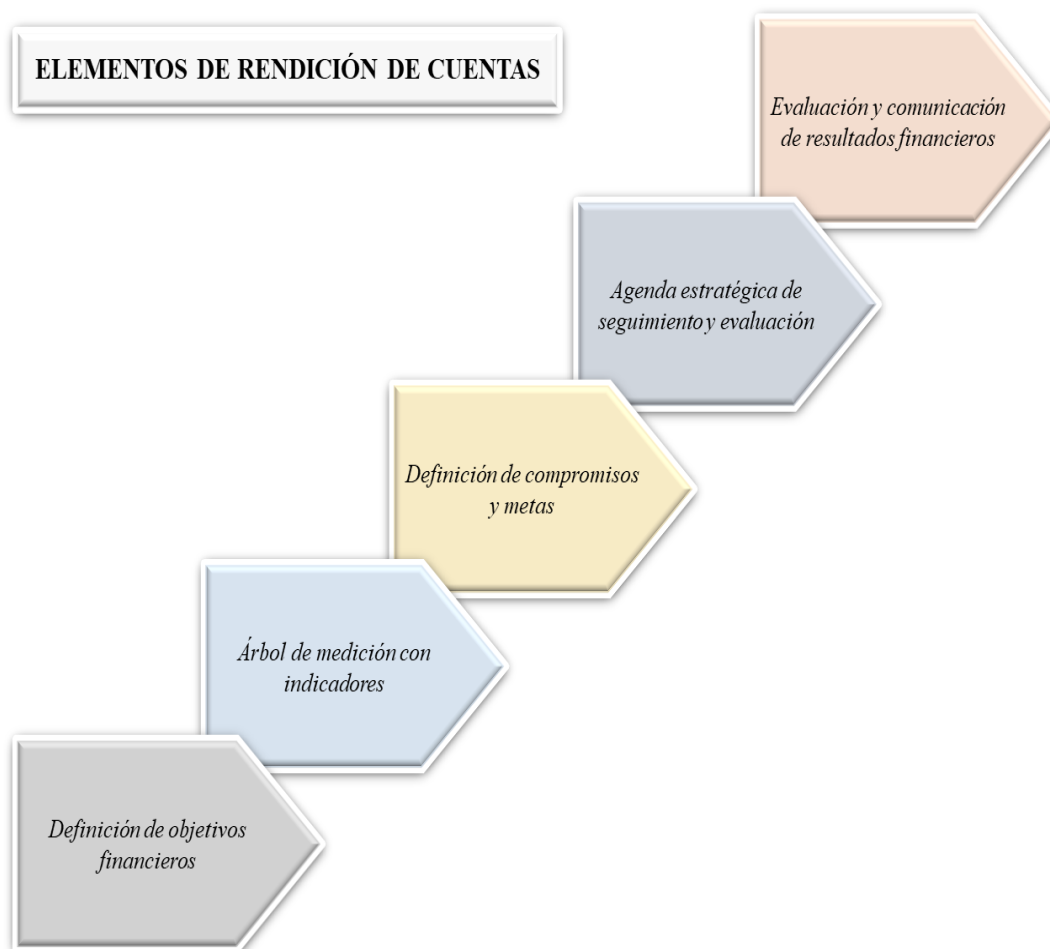 ELEMENTOS DE RENDICIÓN DE CUENTAS
Evaluación y comunicación
de resultados financieros
Agenda estratégica de
seguimiento y evaluación
Definición de compromisos
y metas
Árbol de medición con
indicadores
Definición de objetivos
financieros